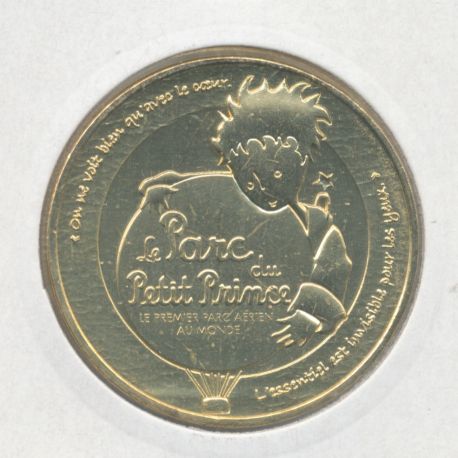 « On ne voit bien qu'avec le cœur.
L'essentiel est invisible pour les yeux. »
Le Parc
du
Petit Prince
LE PREMIER PARC AÉRIEN
AU MONDE